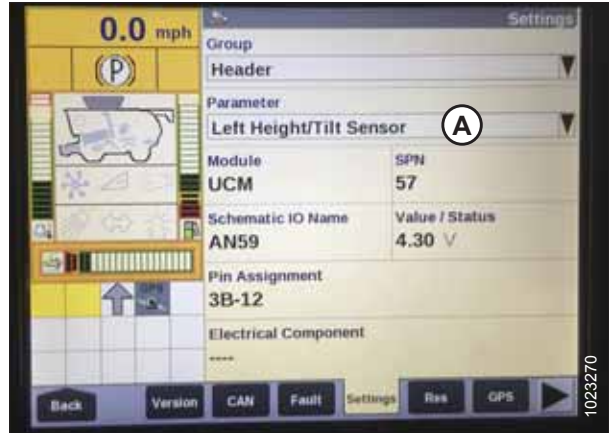 0.0 mph
(P)
Settings
Group
Header
Parameter
Left Height/Tilt Sensor
A
Module
SPN
UCM
57
Schematic IO Name
Value / Status
AN59
4.30 V
Pin Assignment
3B-12
Electrical Component
----
GPS
Back
Version
CAN
Fault
Settings
Res
GPS
1023270